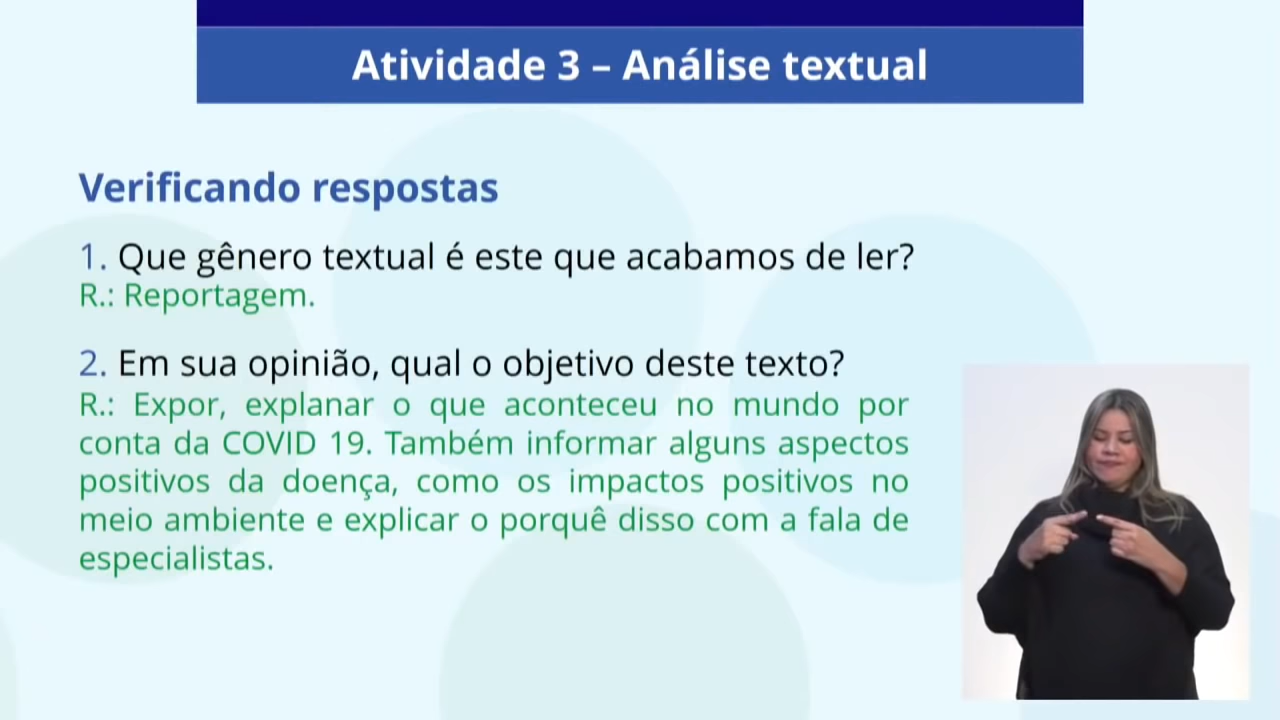 Atividade 3 – Análise textual
Verificando respostas
1. Que gênero textual é este que acabamos de ler?
R.: Reportagem.
2. Em sua opinião, qual o objetivo deste texto?
R.: Expor, explanar o que aconteceu no mundo por
conta da COVID 19. Também informar alguns aspectos
positivos da doença, como os impactos positivos no
meio ambiente e explicar o porquê disso com a fala de
especialistas.